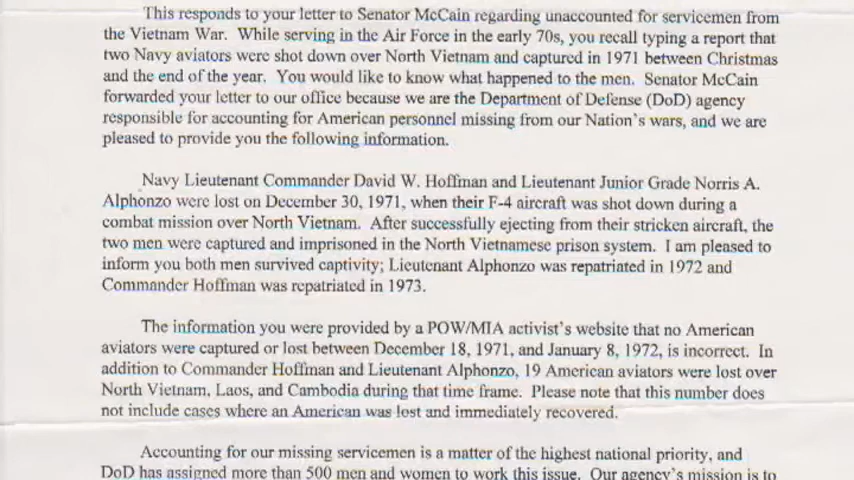 This responds to your letter to Senator McCain regarding unaccounted for servicemen from
the Vietnam War. While serving in the Air Force in the early 70s, you recall typing a report that
two Navy aviators were shot down over North Vietnam and captured in 1971 between Christmas
and the end of the year. You would like to know what happened to the men. Senator McCain
forwarded your letter to our office because we are the Department of Defense (DoD) agency
responsible for accounting for American personnel missing from our Nation's wars, and we are
pleased to provide you the following information.
Navy Lieutenant Commander David W. Hoffman and Lieutenant Junior Grade Norris A.
Alphonzo were lost on December 30, 1971, when their F-4 aircraft was shot down during a
combat mission over North Vietnam. After successfully ejecting from their stricken aircraft, the
two men were captured and imprisoned in the North Vietnamese prison system. I am pleased to
inform you both men survived captivity; Lieutenant Alphonzo was repatriated in 1972 and
Commander Hoffman was repatriated in 1973.
The information you were provided by a POW/MIA activist's website that no American
aviators were captured or lost between December 18, 1971, and January 8, 1972, is incorrect. In
addition to Commander Hoffman and Lieutenant Alphonzo, 19 American aviators were lost over
North Vietnam, Laos, and Cambodia during that time frame. Please note that this number does
not include cases where an American was lost and immediately recovered.
Accounting for our missing servicemen is a matter of the highest national priority, and
DoD has assigned more than 500 men and women to work this issue. Our agency's mission is to